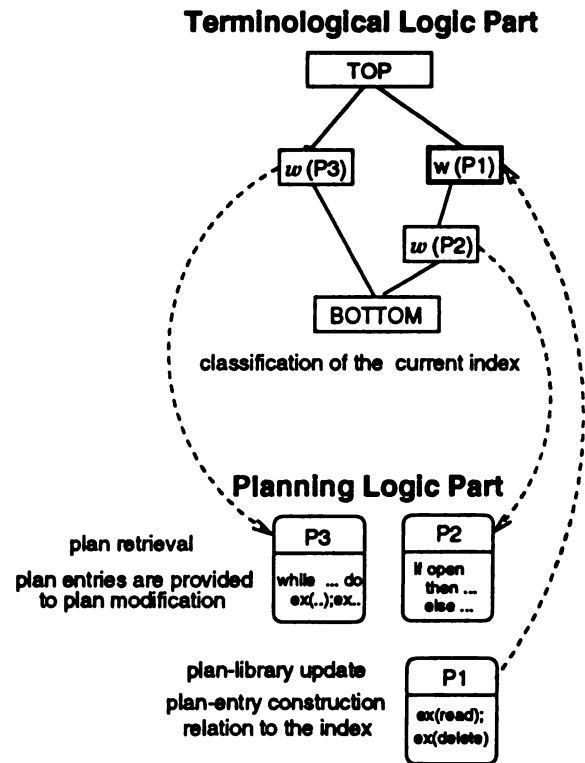 Terminological Logic Part
TOP
w (P3)
w (P1)
w (P2)
BOTTOM
classification of the current index
Planning Logic Part
plan retrieval
plan entries are provided
to plan modification
P3
while ... do
ex(..);ex..
P2
if open
then ...
else ...
plan-library update
plan-entry construction
relation to the index
P1
ex(read);
ex(delete)